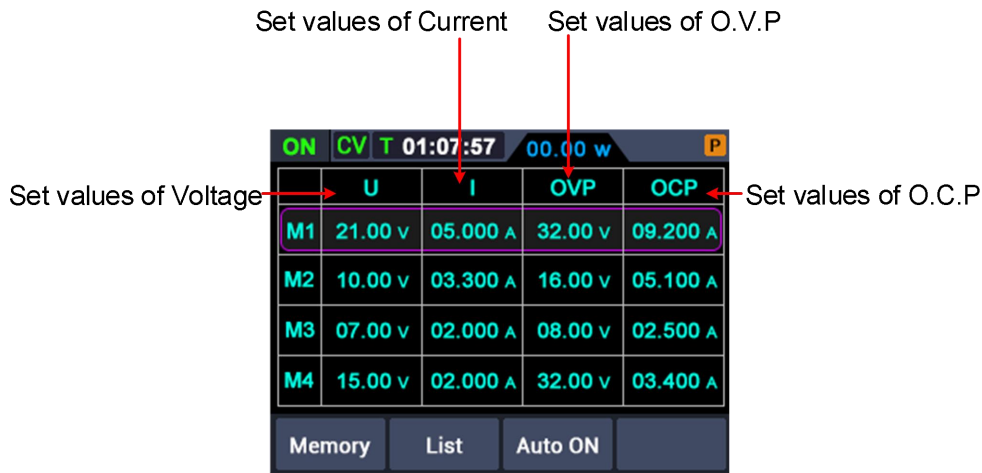 Set values of Current Set values of O.V.P
ON CV T 01:07:57 00.00 W P
Set values of Voltage U I OVP OCP Set values of O.C.P
M1 21.00 V 05.000 A 32.00 V 09.200 A
M2 10.00 V 03.300 A 16.00 V 05.100 A
M3 07.00 V 02.000 A 08.00 V 02.500 A
M4 15.00 V 02.000 A 32.00 V 03.400 A
Memory List Auto ON